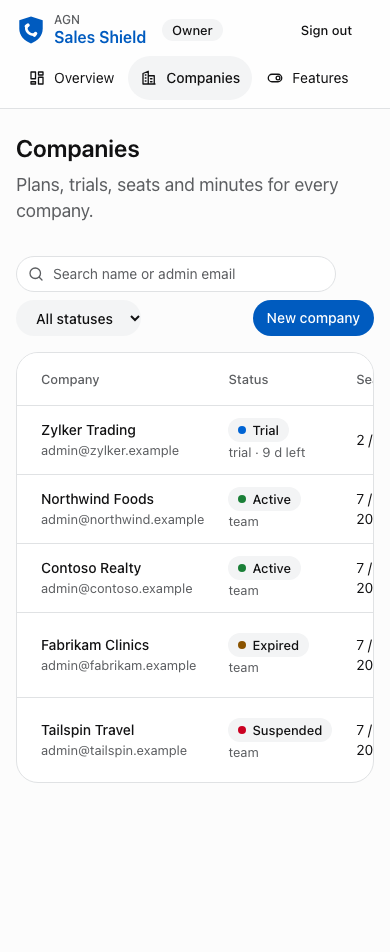 AGN
Sales Shield
Owner
Sign out
Overview
Companies
Features
Companies
Plans, trials, seats and minutes for every
company.
Search name or admin email
All statuses
New company
Company
Status
Zylker Trading
admin@zylker.example
Trial
trial · 9 d left
2 /
Northwind Foods
admin@northwind.example
Active
team
7 /
20
Contoso Realty
admin@contoso.example
Active
team
7 /
20
Fabrikam Clinics
admin@fabrikam.example
Expired
team
7 /
20
Tailspin Travel
admin@tailspin.example
Suspended
team
7 /
20